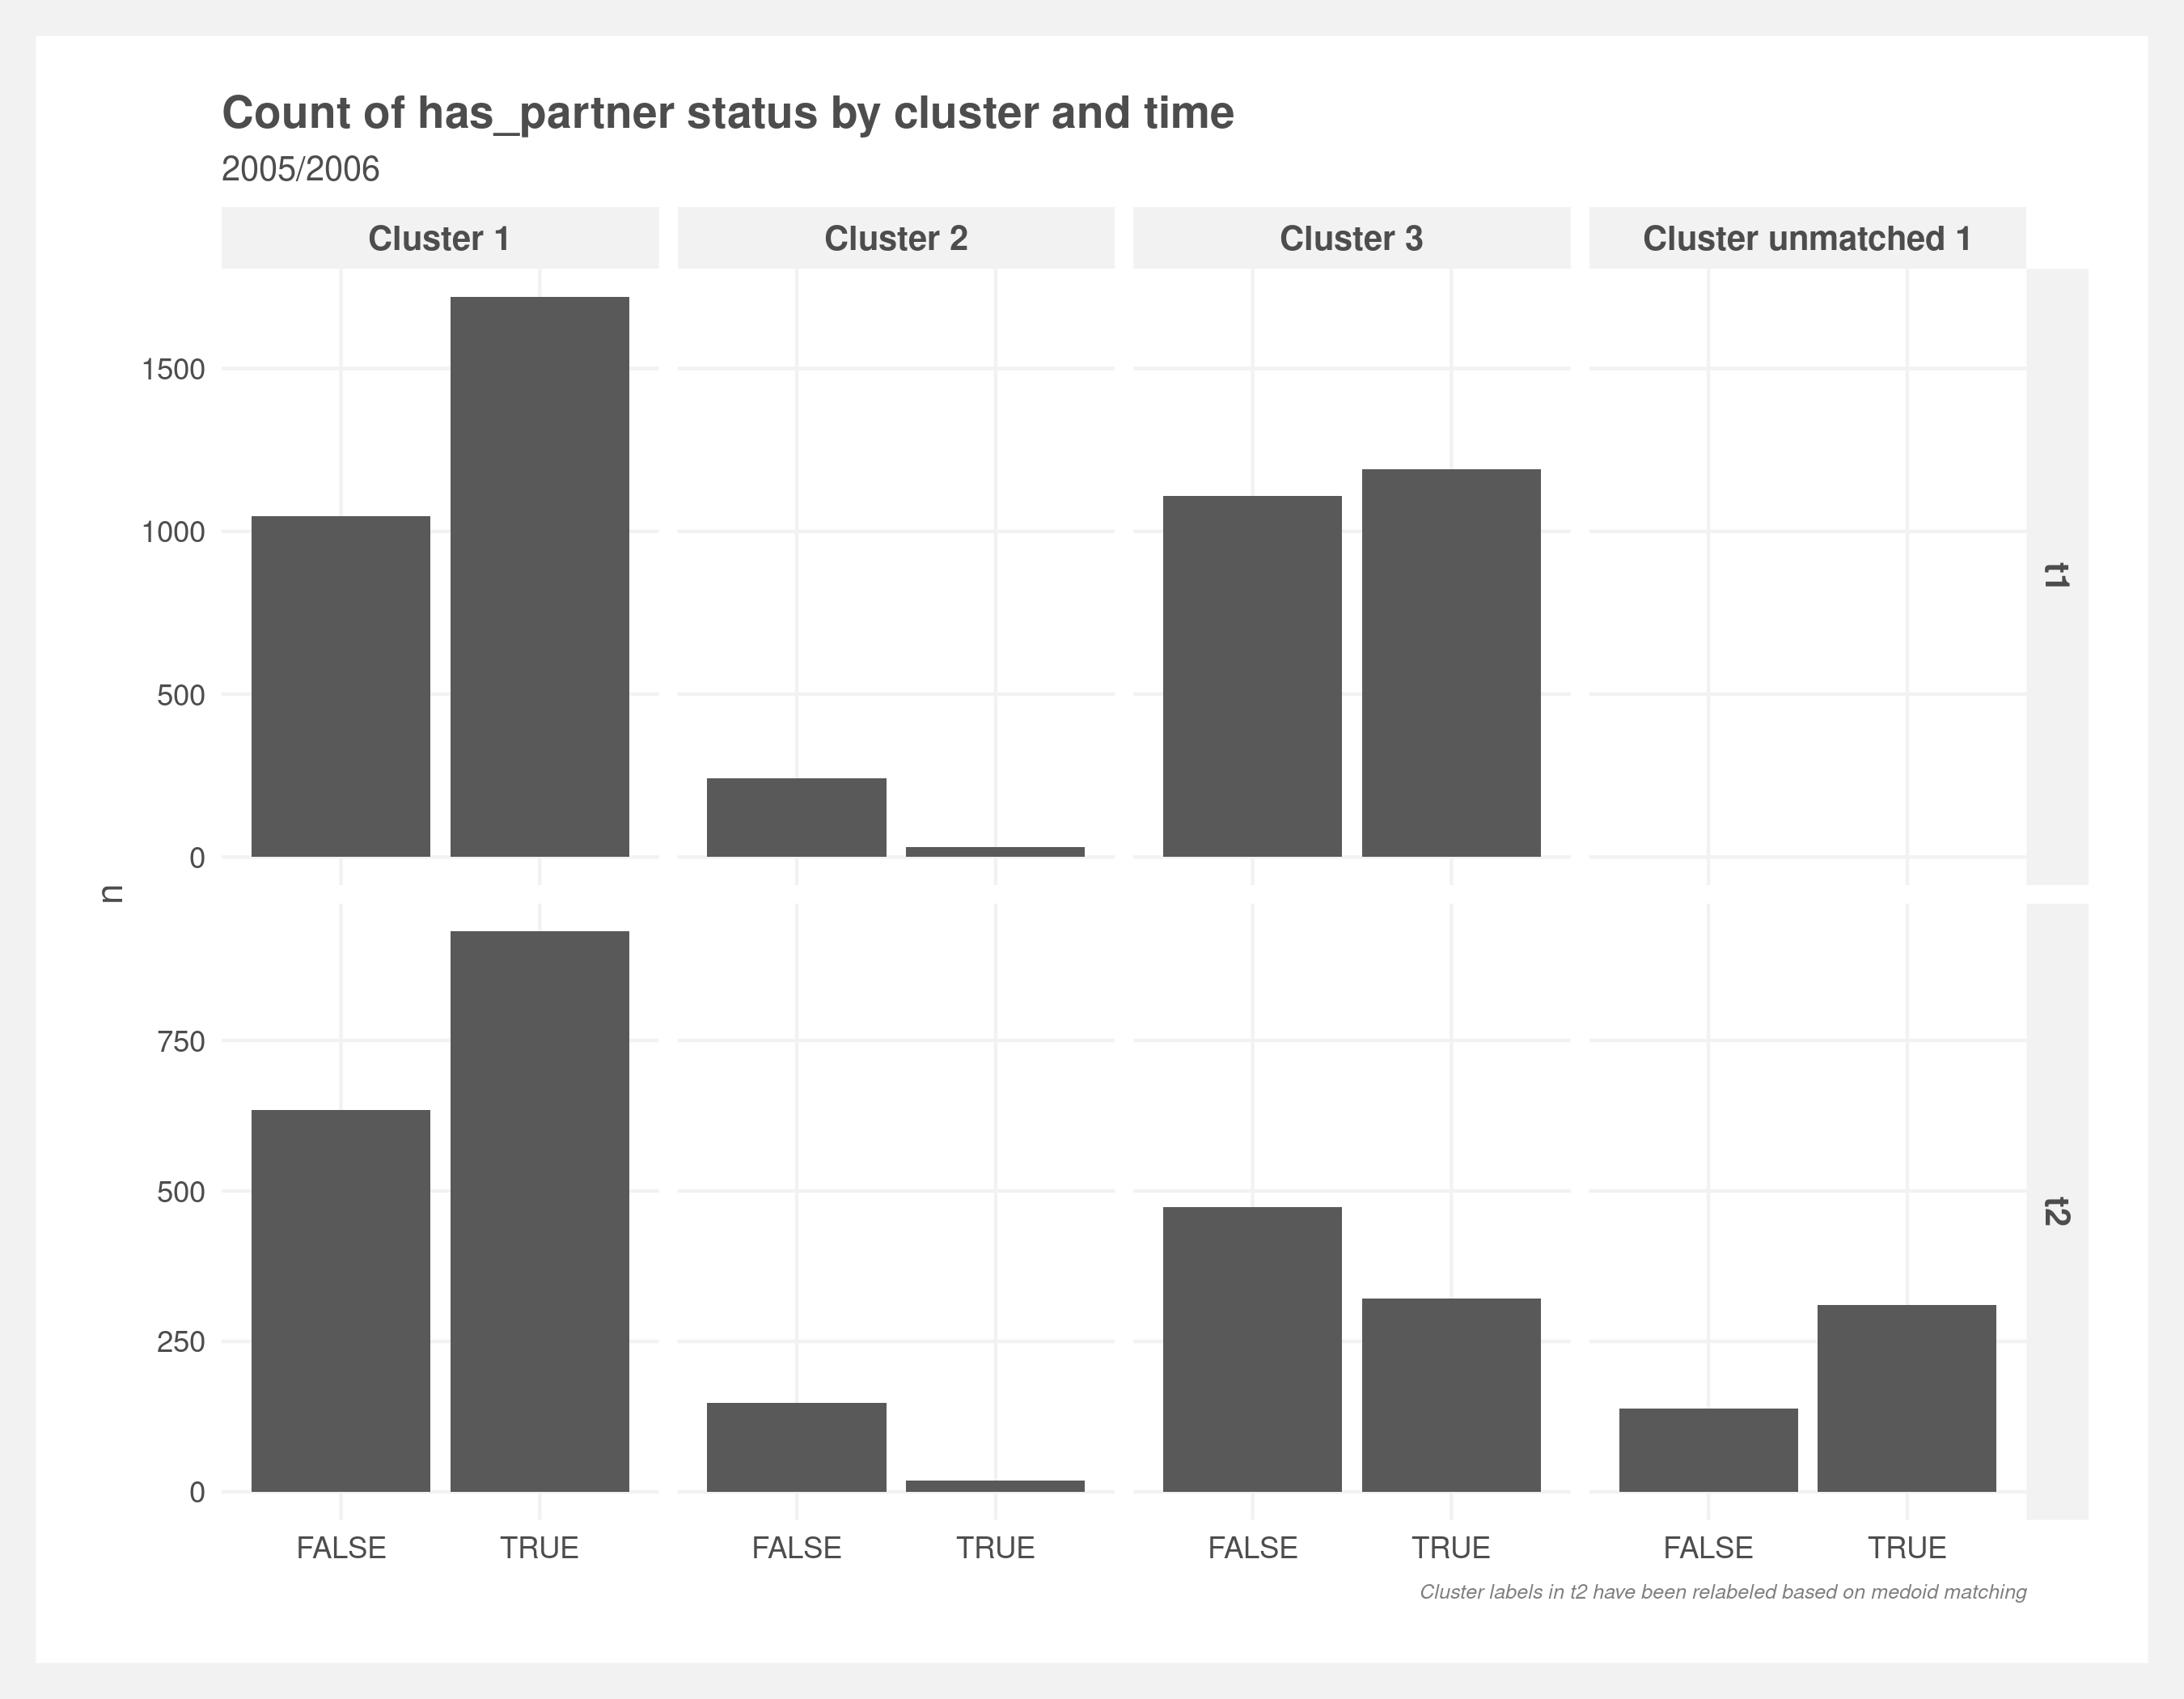 Count of has_partner status by cluster and time
2005/2006
Cluster 1
Cluster 2
Cluster 3
Cluster unmatched 1
1500
1000
500
0
t1
n
750
500
250
0
t2
FALSE
TRUE
FALSE
TRUE
FALSE
TRUE
FALSE
TRUE
Cluster labels in t2 have been relabeled based on medoid matching